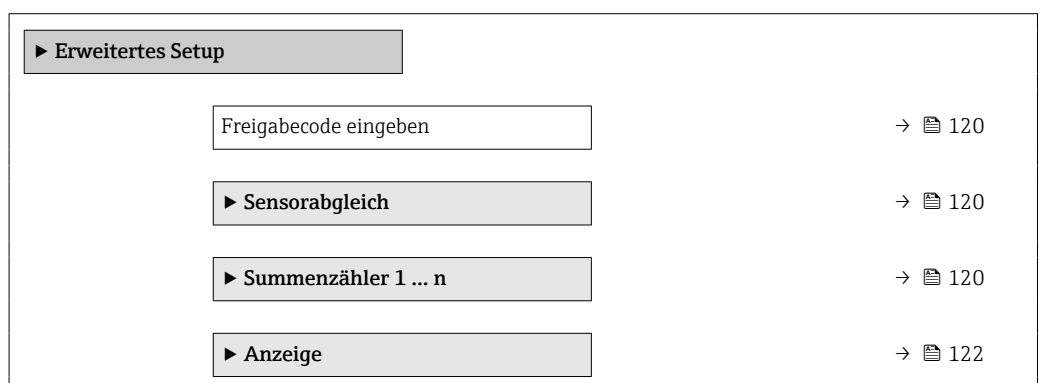 ▶ Erweitertes Setup
Freigabecode eingeben → 120
▶ Sensorabgleich → 120
▶ Summenzähler 1 … n → 120
▶ Anzeige → 122